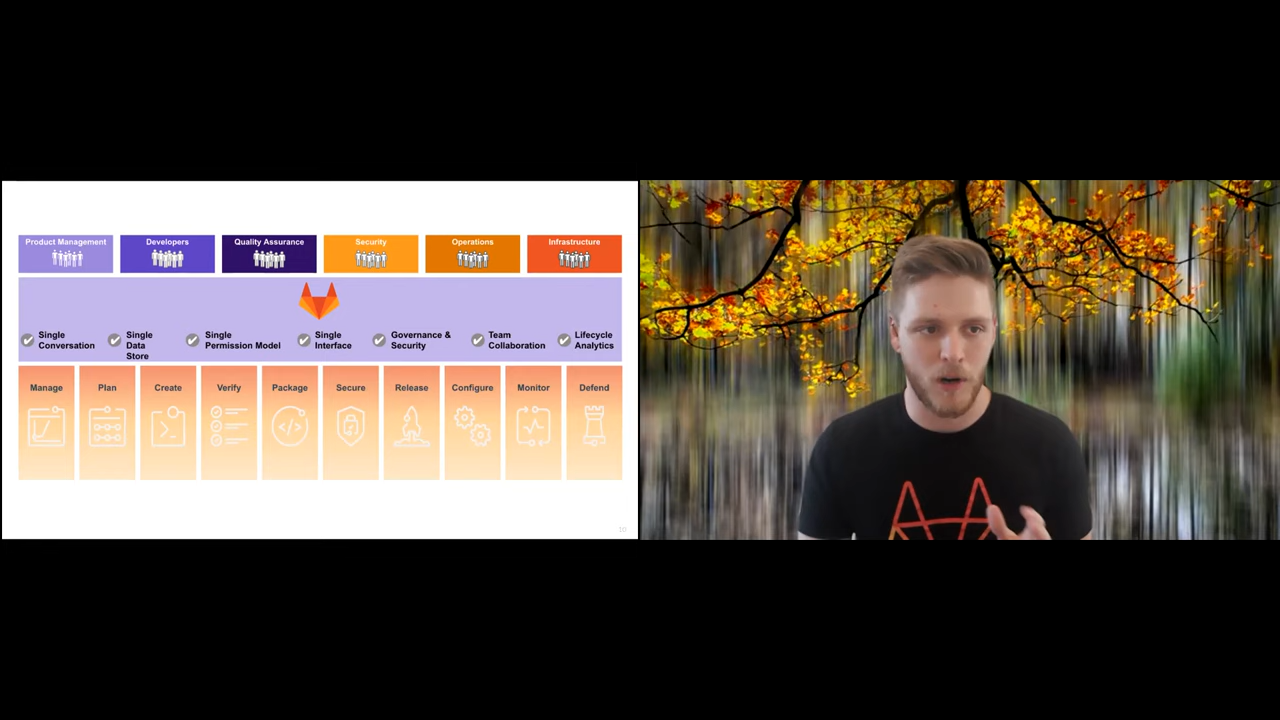 Product Management
Developers
Quality Assurance
Security
Operations
Infrastructure
Single
Conversation
Single
Data
Store
Single
Permission Model
Single
Interface
Governance &
Security
Team
Collaboration
Lifecycle
Analytics
Manage
Plan
Create
Verify
Package
Secure
Release
Configure
Monitor
Defend
10